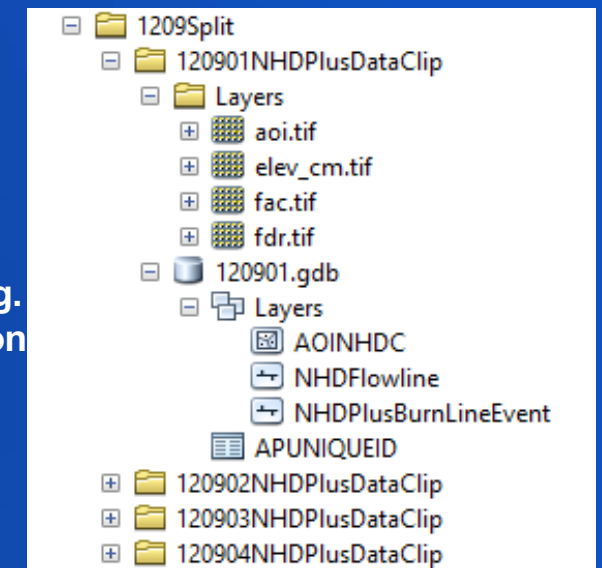 1209Split
120901NHDPlusDataClip
Layers
aoi.tif
elev_cm.tif
fac.tif
fdr.tif
120901.gdb
Layers
AOINHDC
NHDFlowline
NHDPlusBurnLineEvent
APUNIQUEID
120902NHDPlusDataClip
120903NHDPlusDataClip
120904NHDPlusDataClip
g.
on